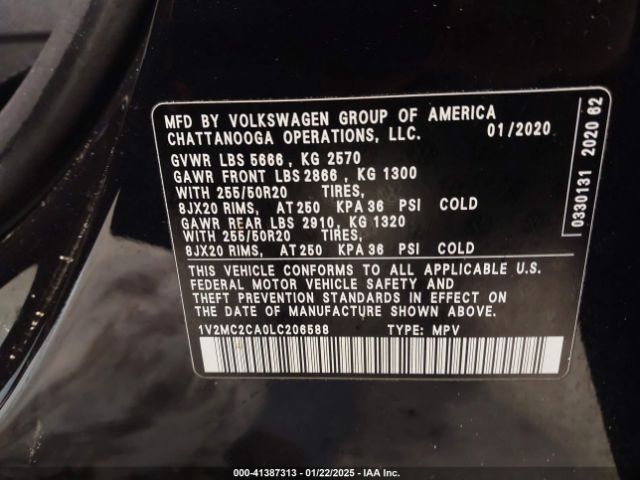 MFD BY VOLKSWAGEN GROUP OF AMERICA
CHATTANOOGA OPERATIONS, LLC. 01/2020
GVWR LBS 5666 , KG 2570
GAWR FRONT LBS 2866 , KG 1300
WITH 255/50R20 TIRES,
8JX20 RIMS, AT 250 KPA 36 PSI COLD
GAWR REAR LBS 2910, KG 1320
WITH 255/50R20 TIRES,
8JX20 RIMS, AT 250 KPA 36 PSI COLD
THIS VEHICLE CONFORMS TO ALL APPLICABLE U.S.
FEDERAL MOTOR VEHICLE SAFETY AND
THEFT PREVENTION STANDARDS IN EFFECT ON
THE DATE OF MANUFACTURE SHOWN ABOVE.
1V2MC2CA0LC206588 TYPE: MPV
0330131 2020 62
000-41387313 - 01/22/2025 - IAA Inc.